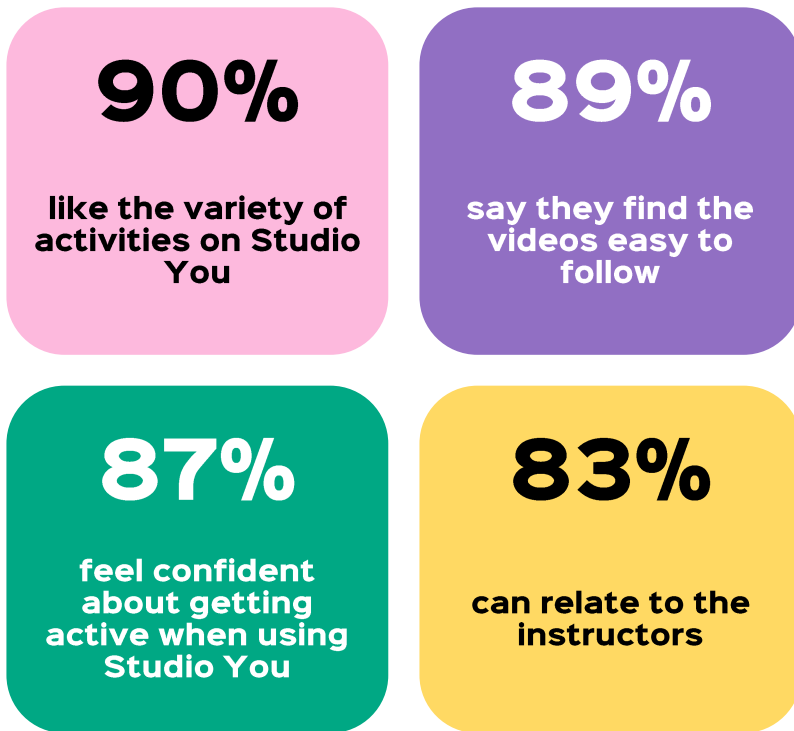 90%
like the variety of
activities on Studio
You
89%
say they find the
videos easy to
follow
87%
feel confident
about getting
active when using
Studio You
83%
can relate to the
instructors